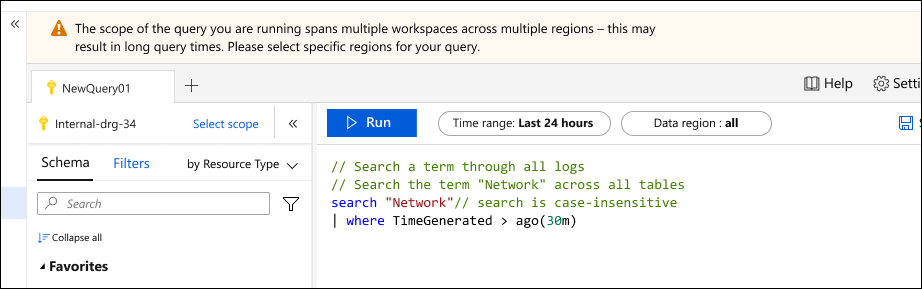 The scope of the query you are running spans multiple workspaces across multiple regions – this may
result in long query times. Please select specific regions for your query.
NewQuery01
Help
Internal-drg-34
Select scope
Run
Time range: Last 24 hours
Data region : all
Schema
Filters
by Resource Type
// Search a term through all logs
// Search the term "Network" across all tables
search "Network"// search is case-insensitive
| where TimeGenerated > ago(30m)
Search
Collapse all
Favorites